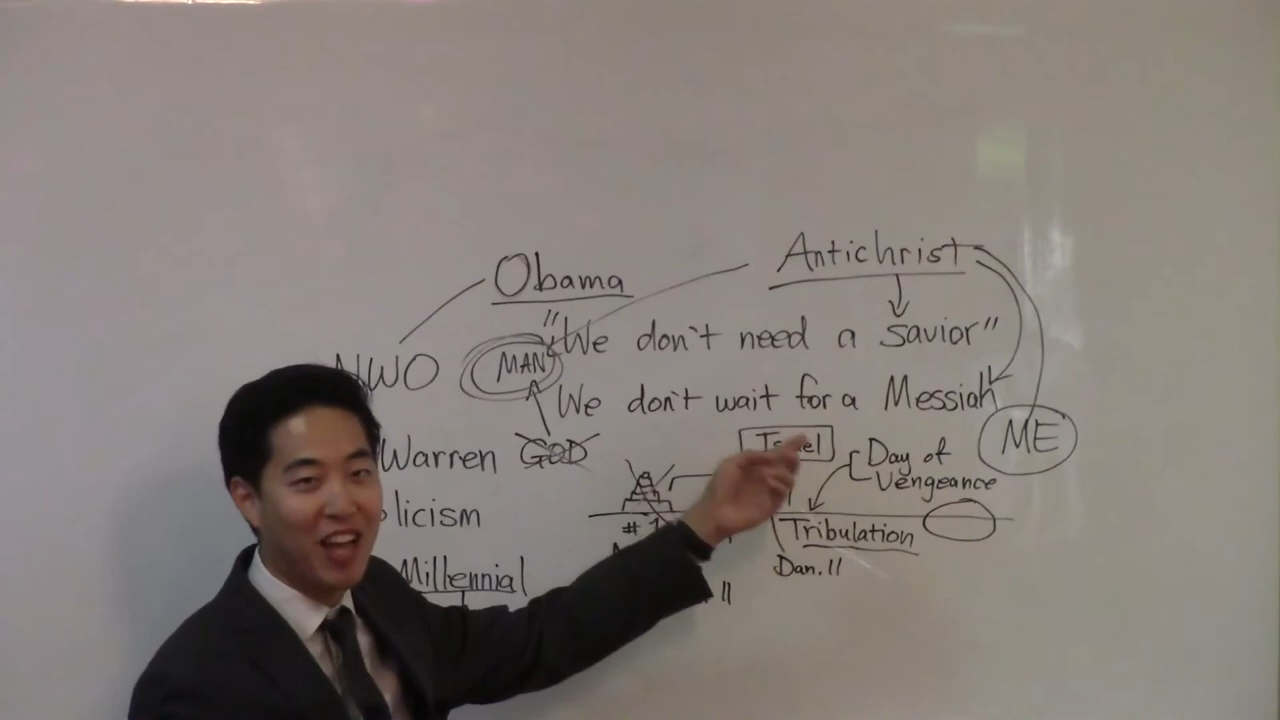 Obama Antichrist
"We don't need a savior"
NWO MAN
We don't wait for a Messiah
ME
Warren GOD
Israel
Day of
Vengeance
licism
# 1
Tribulation
Dan. 11
Millennial
11